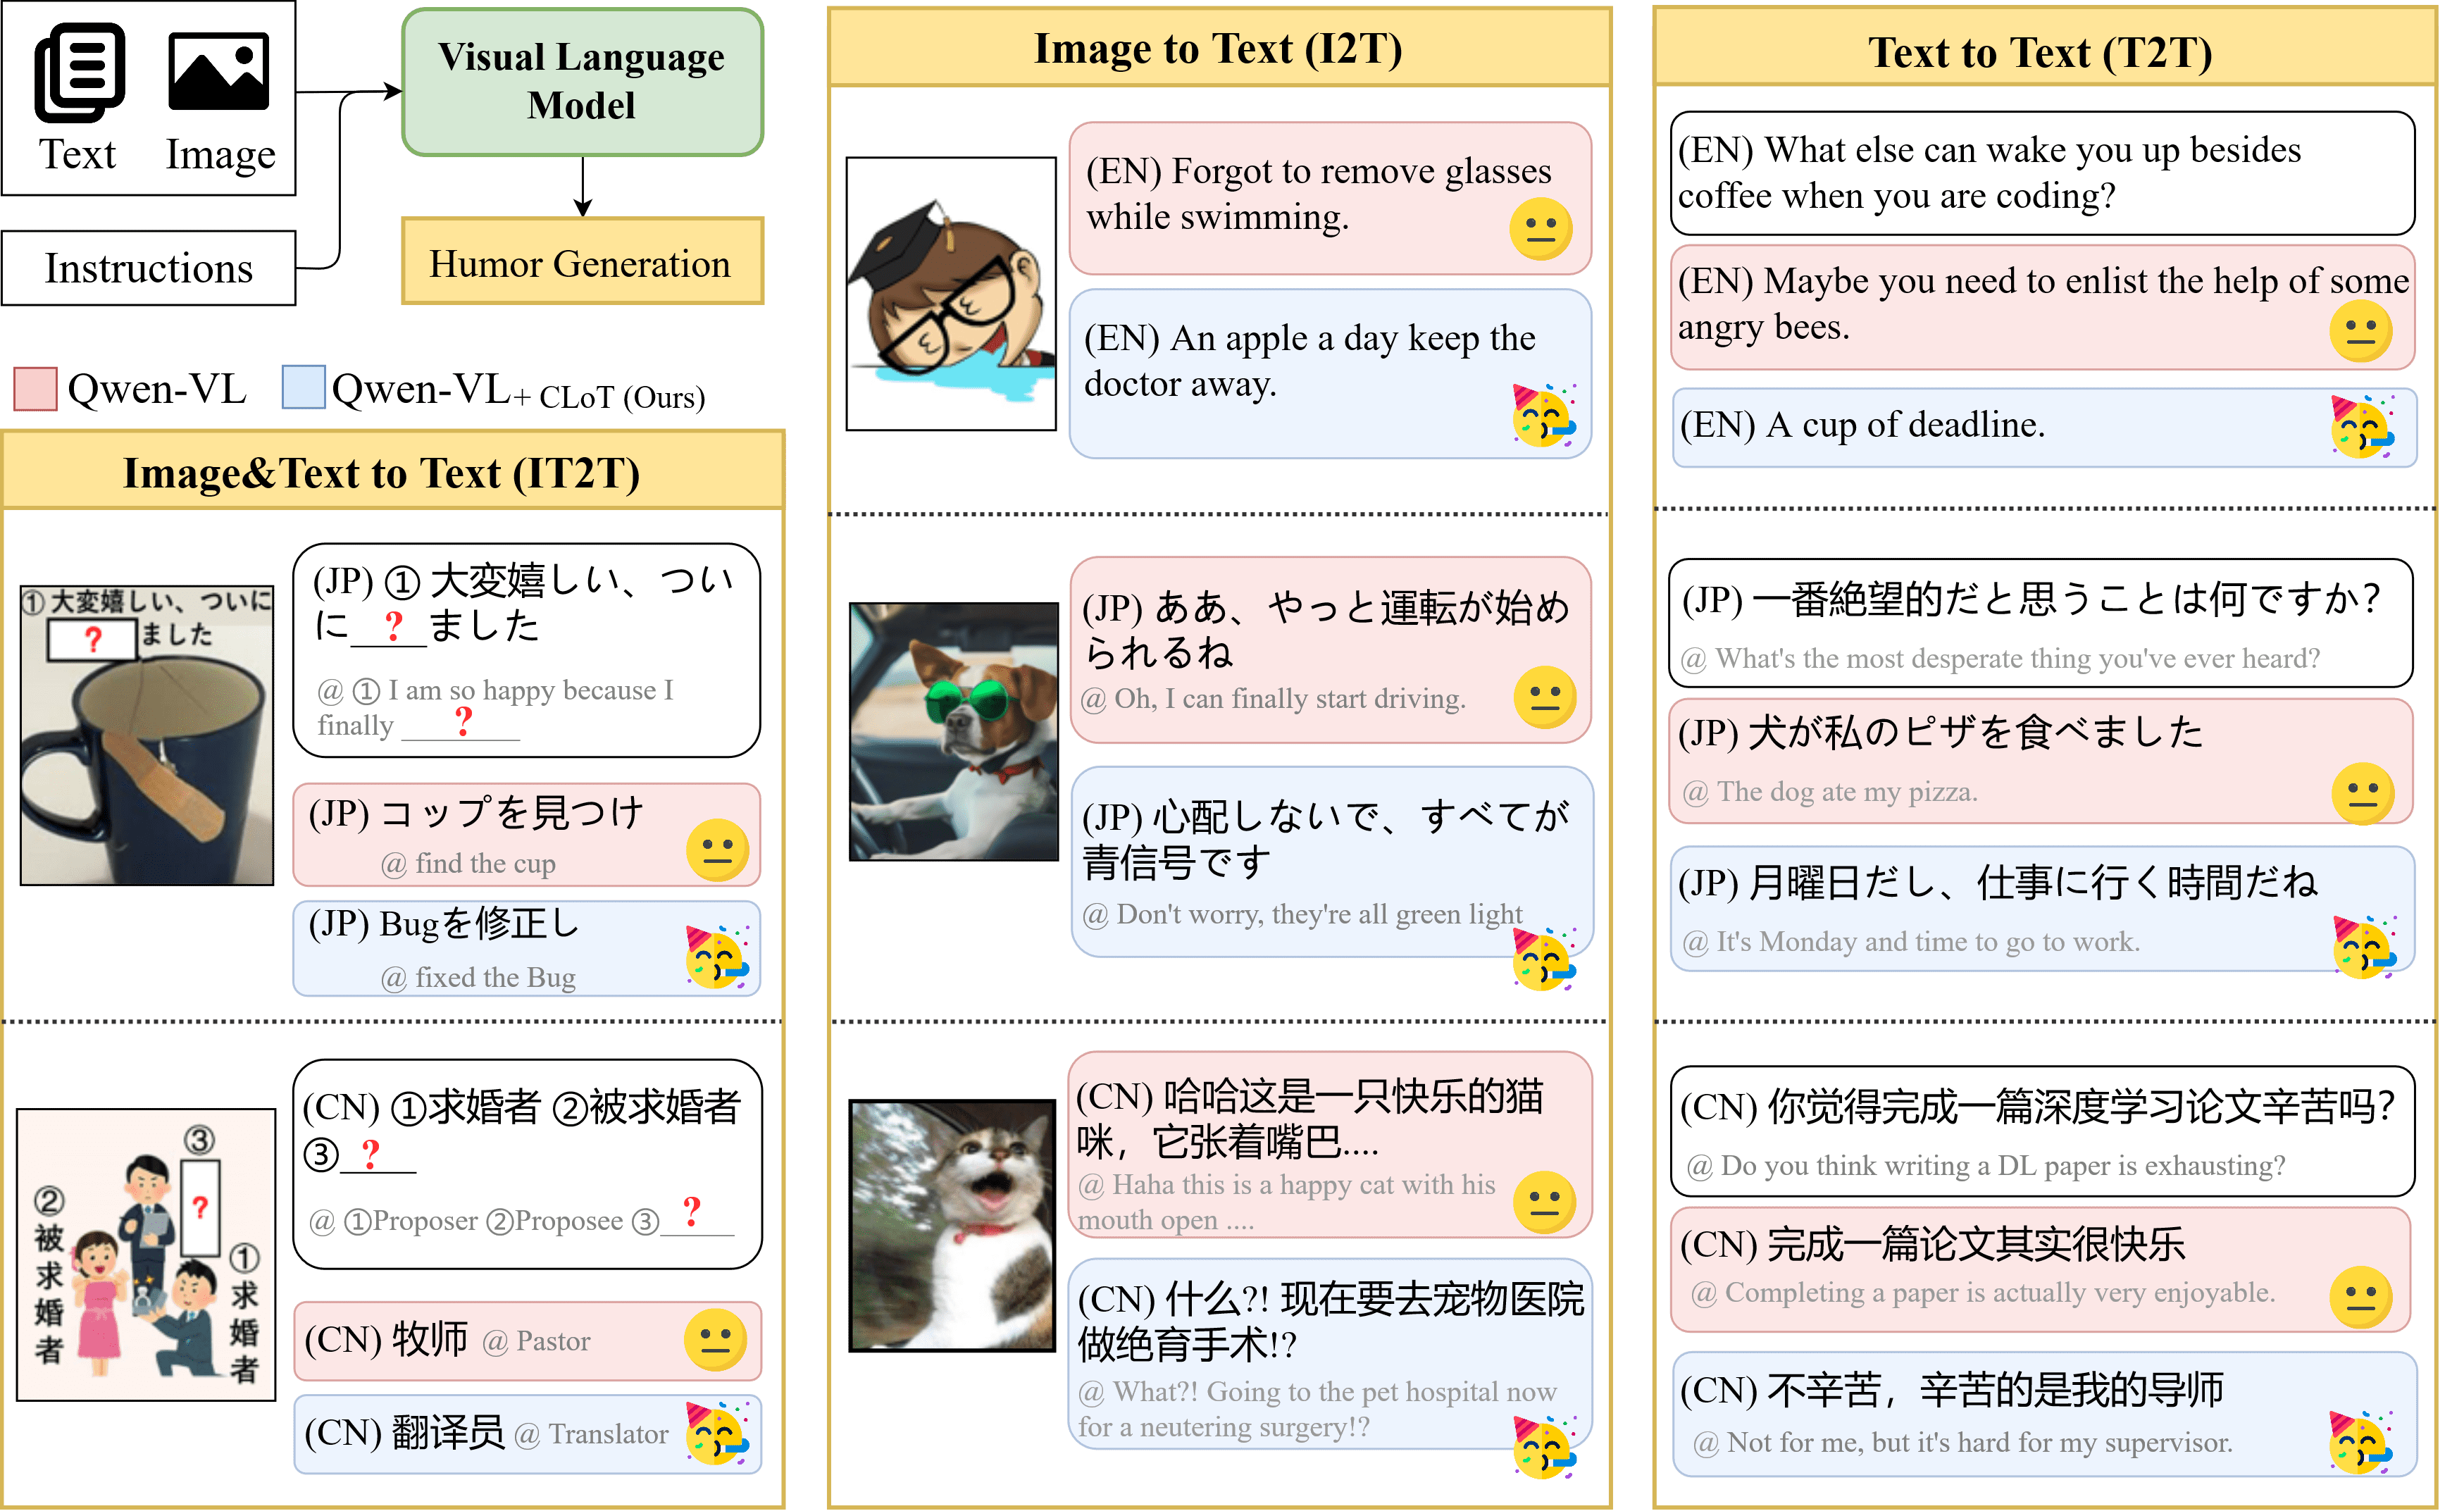 Text
Image
Visual Language
Model
Instructions
Humor Generation
Qwen-VL
Qwen-VL+ CLoT (Ours)
Image&Text to Text (IT2T)
① 大変嬉しい、ついに
? ました
(JP) ① 大変嬉しい、つい
に ? ました
@ ① I am so happy because I
finally ?
(JP) コップを見つけ
@ find the cup
(JP) Bugを修正し
@ fixed the Bug
③
?
②被求婚者
①求婚者
(CN) ①求婚者 ②被求婚者
③ ?
@ ①Proposer ②Proposee ③ ?
(CN) 牧师 @ Pastor
(CN) 翻译员 @ Translator
Image to Text (I2T)
(EN) Forgot to remove glasses
while swimming.
(EN) An apple a day keep the
doctor away.
(JP) ああ、やっと運転が始め
られるね
@ Oh, I can finally start driving.
(JP) 心配しないで、すべてが
青信号です
@ Don't worry, they're all green light
(CN) 哈哈这是一只快乐的猫
咪，它张着嘴巴....
@ Haha this is a happy cat with his
mouth open ....
(CN) 什么?! 现在要去宠物医院
做绝育手术!?
@ What?! Going to the pet hospital now
for a neutering surgery!?
Text to Text (T2T)
(EN) What else can wake you up besides
coffee when you are coding?
(EN) Maybe you need to enlist the help of some
angry bees.
(EN) A cup of deadline.
(JP) 一番絶望的だと思うことは何ですか?
@ What's the most desperate thing you've ever heard?
(JP) 犬が私のピザを食べました
@ The dog ate my pizza.
(JP) 月曜日だし、仕事に行く時間だね
@ It's Monday and time to go to work.
(CN) 你觉得完成一篇深度学习论文辛苦吗?
@ Do you think writing a DL paper is exhausting?
(CN) 完成一篇论文其实很快乐
@ Completing a paper is actually very enjoyable.
(CN) 不辛苦，辛苦的是我的导师
@ Not for me, but it's hard for my supervisor.